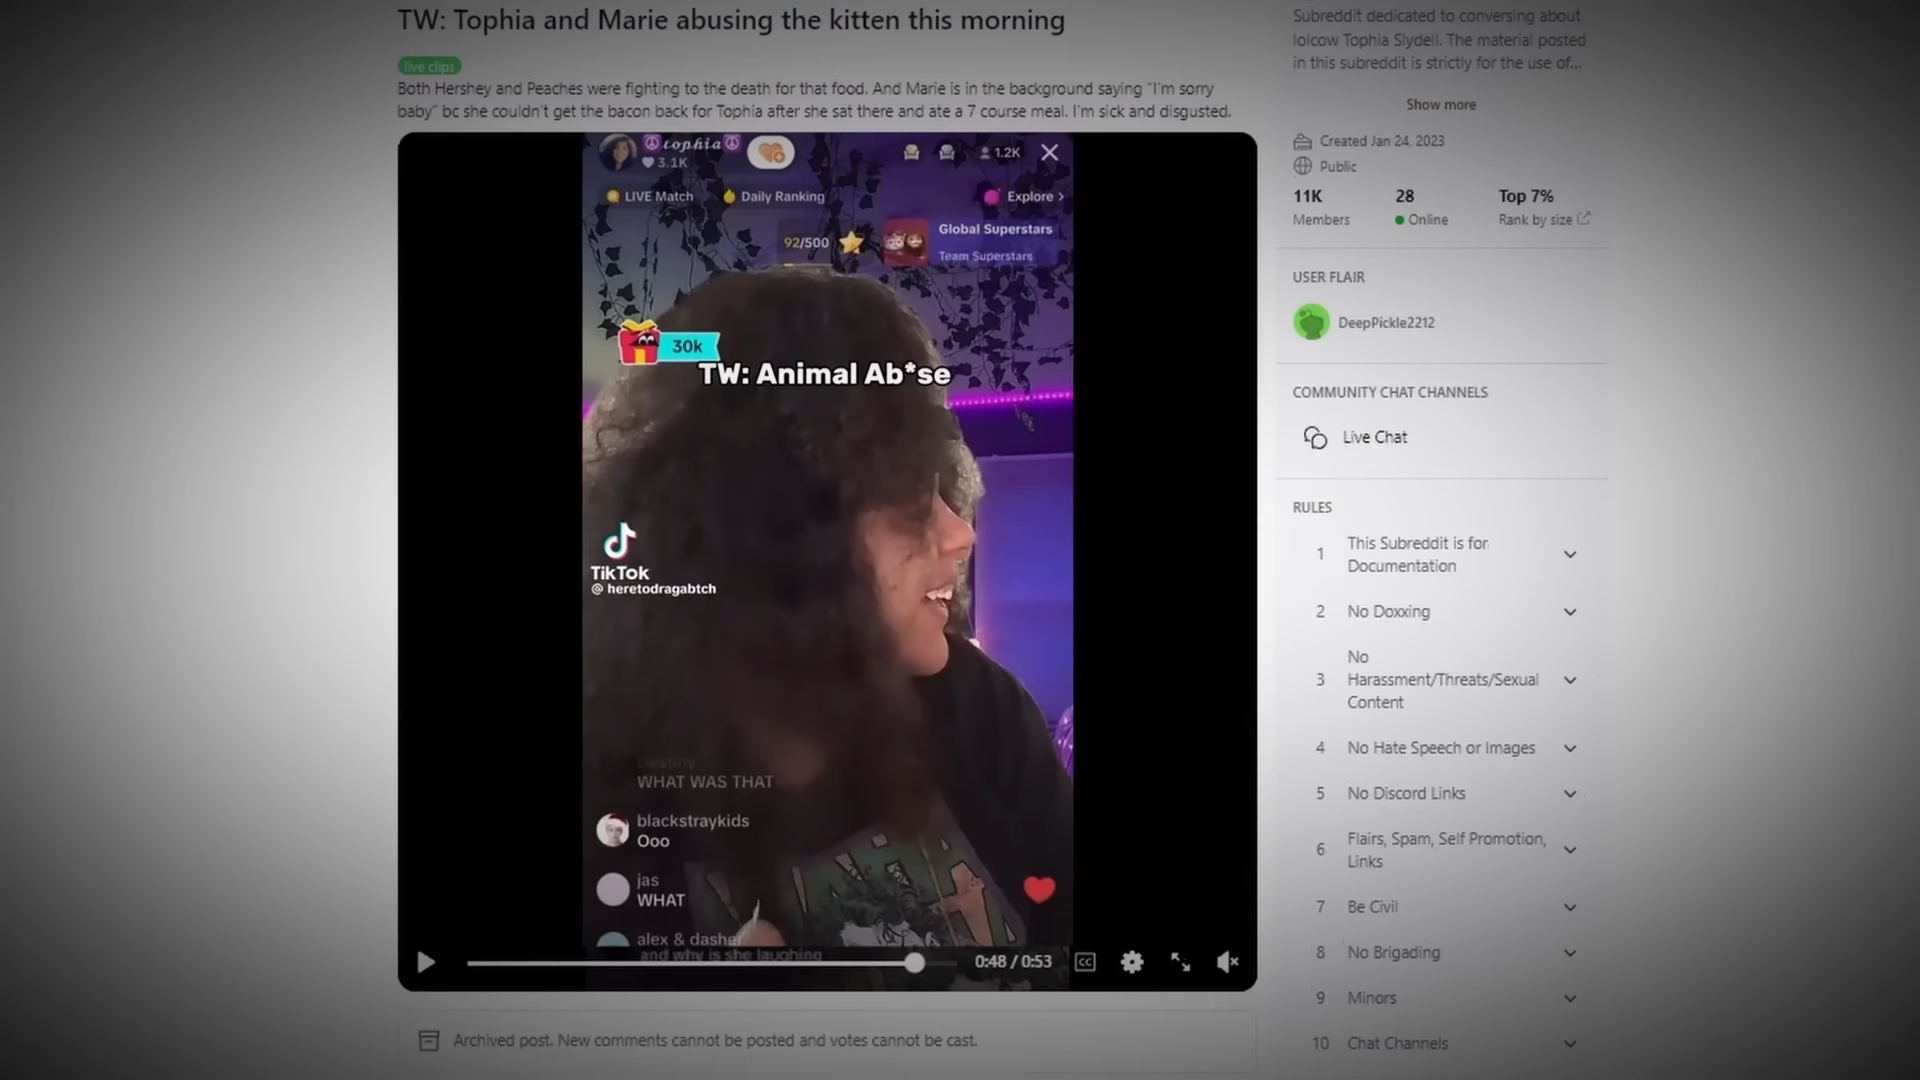 TW: Tophia and Marie abusing the kitten this morning
live clips
Both Hershey and Peaches were fighting to the death for that food. And Marie is in the background saying "I'm sorry
baby" bc she couldn't get the bacon back for Tophia after she sat there and ate a 7 course meal. I'm sick and disgusted.
tophia
3.1K
1.2K
LIVE Match
Daily Ranking
Explore >
92/500
Global Superstars
Team Superstars
30k
TW: Animal Ab*se
TikTok
@ heretodragabtch
Destiny
WHAT WAS THAT
blackstraykids
Ooo
jas
WHAT
alex & dasher
and why is she laughing
0:48 / 0:53
CC
Archived post. New comments cannot be posted and votes cannot be cast.
Subreddit dedicated to conversing about
lolcow Tophia Slydell. The material posted
in this subreddit is strictly for the use of...
Show more
Created Jan 24, 2023
Public
11K
28
Top 7%
Members
Online
Rank by size
USER FLAIR
DeepPickle2212
COMMUNITY CHAT CHANNELS
Live Chat
RULES
1 This Subreddit is for
Documentation
2 No Doxxing
3 No
Harassment/Threats/Sexual
Content
4 No Hate Speech or Images
5 No Discord Links
6 Flairs, Spam, Self Promotion,
Links
7 Be Civil
8 No Brigading
9 Minors
10 Chat Channels